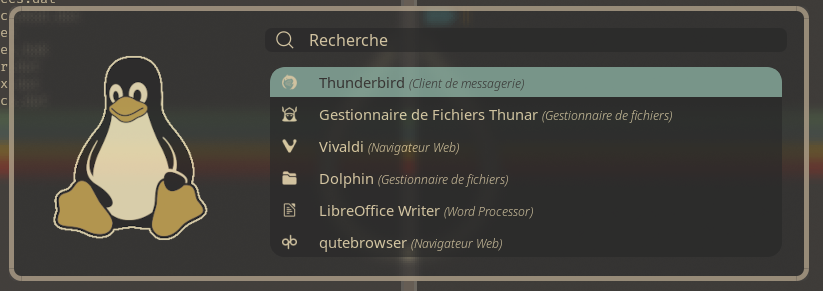 Recherche
Thunderbird (Client de messagerie)
Gestionnaire de Fichiers Thunar (Gestionnaire de fichiers)
Vivaldi (Navigateur Web)
Dolphin (Gestionnaire de fichiers)
LibreOffice Writer (Word Processor)
qutebrowser (Navigateur Web)